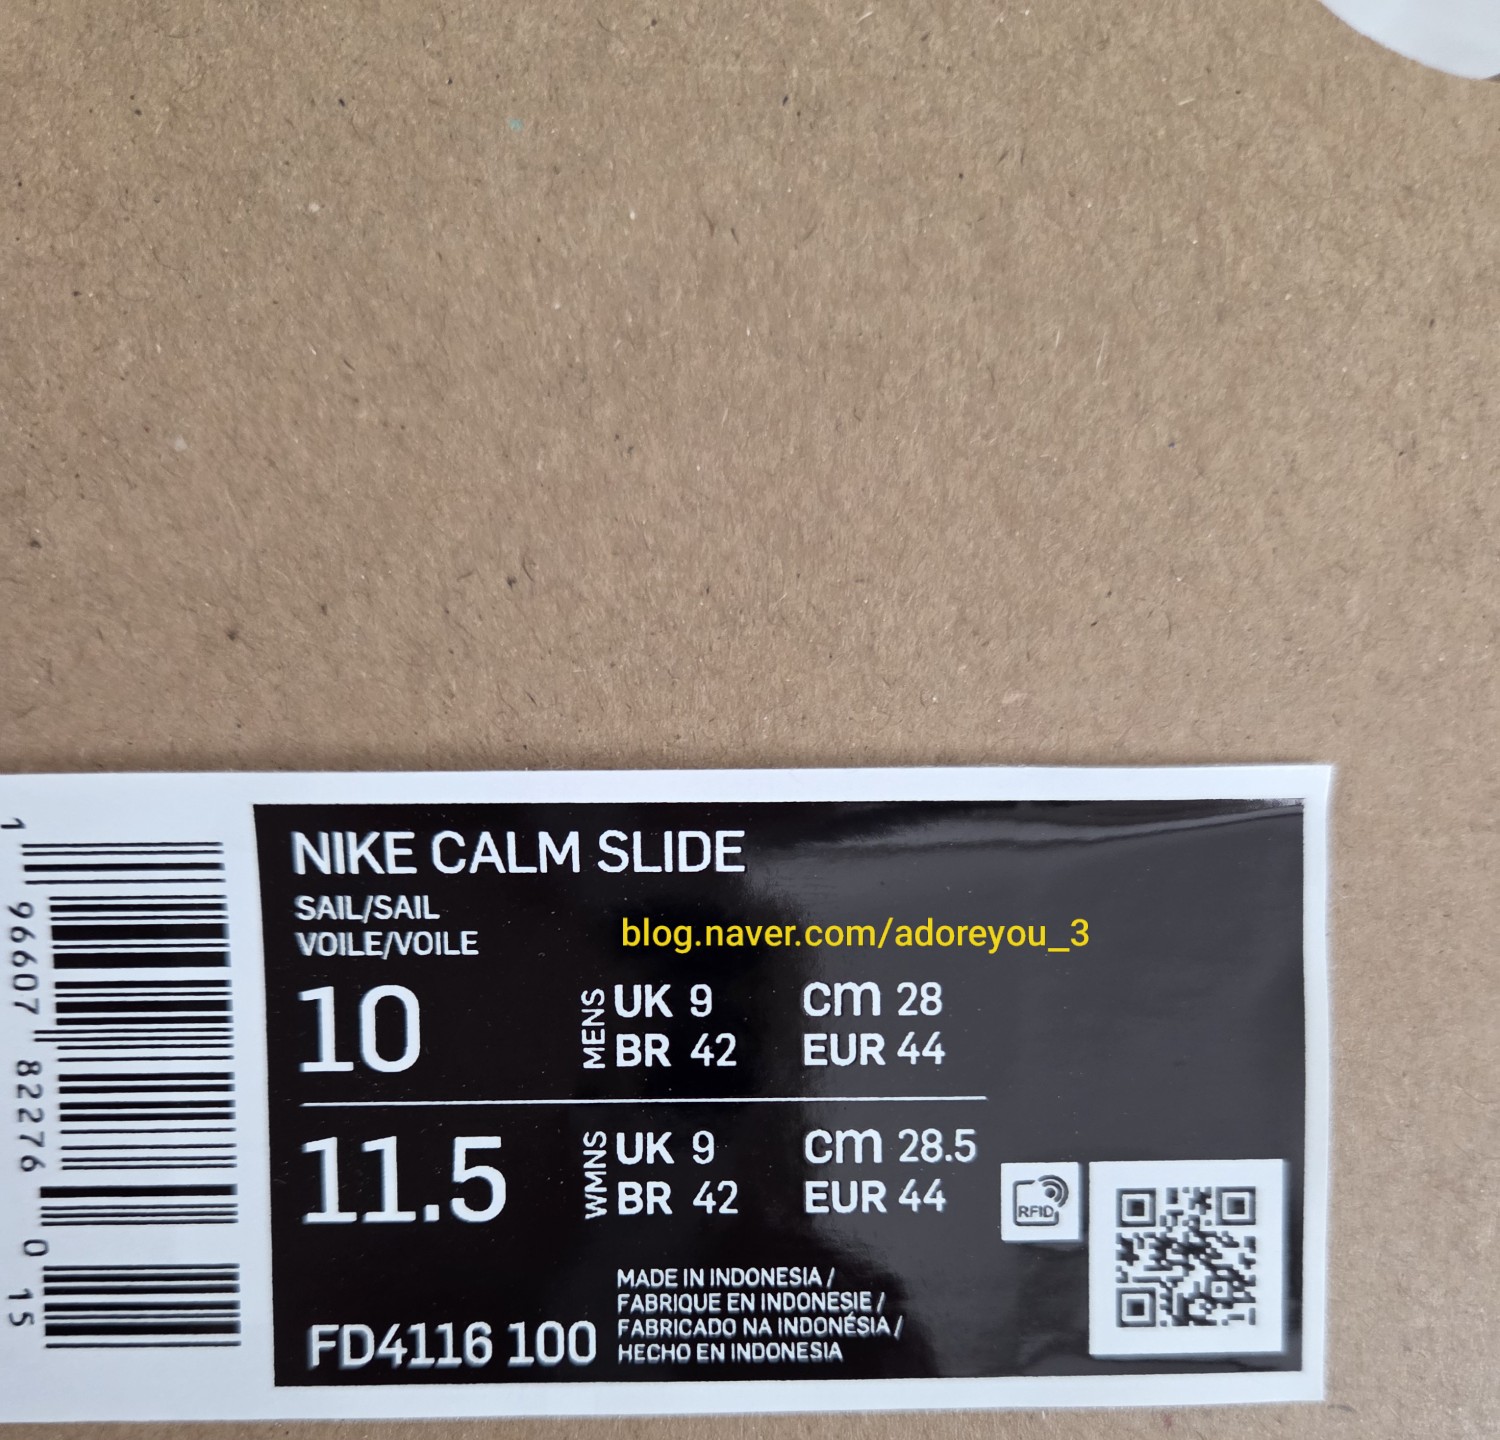 NIKE CALM SLIDE
SAIL/SAIL
VOILE/VOILE
blog.naver.com/adoreyou_3
10
MENS
UK 9 cm 28
BR 42 EUR 44
11.5
WMNS
UK 9 cm 28.5
BR 42 EUR 44
RFID
FD4116 100
MADE IN INDONESIA /
FABRIQUE EN INDONESIE /
FABRICADO NA INDONÉSIA /
HECHO EN INDONESIA
1 96607 82276 0 15